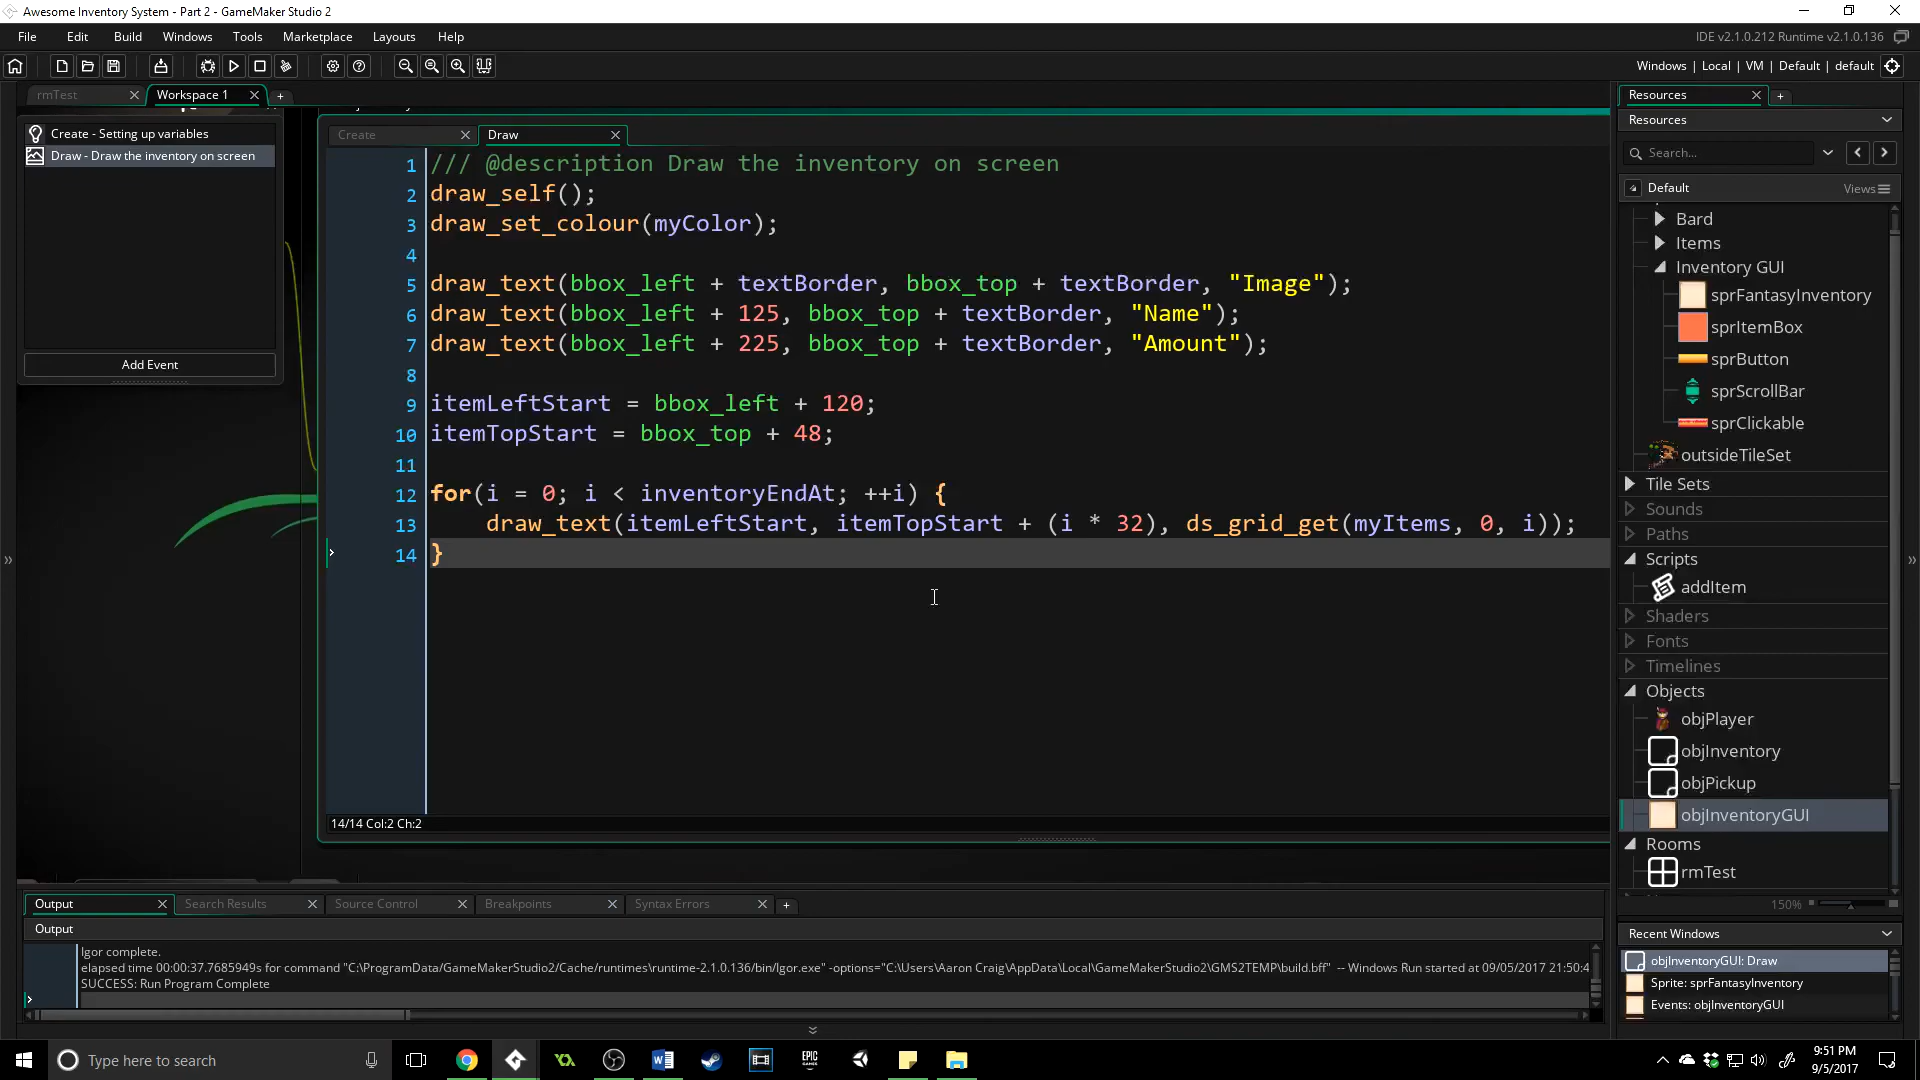 Awesome Inventory System - Part 2 - GameMaker Studio 2
File Edit Build Windows Tools Marketplace Layouts Help
IDE v2.1.0.212 Runtime v2.1.0.136
Windows | Local | VM | Default | default
rmTest
Workspace 1
Create - Setting up variables
Draw - Draw the inventory on screen
Add Event
Create
Draw
1 /// @description Draw the inventory on screen
2 draw_self();
3 draw_set_colour(myColor);
4
5 draw_text(bbox_left + textBorder, bbox_top + textBorder, "Image");
6 draw_text(bbox_left + 125, bbox_top + textBorder, "Name");
7 draw_text(bbox_left + 225, bbox_top + textBorder, "Amount");
8
9 itemLeftStart = bbox_left + 120;
10 itemTopStart = bbox_top + 48;
11
12 for(i = 0; i < inventoryEndAt; ++i) {
13 draw_text(itemLeftStart, itemTopStart + (i * 32), ds_grid_get(myItems, 0, i));
14 }
14/14 Col:2 Ch:2
Resources
Resources
Search...
Default
Views
Bard
Items
Inventory GUI
sprFantasyInventory
sprItemBox
sprButton
sprScrollBar
sprClickable
outsideTileSet
Tile Sets
Sounds
Paths
Scripts
addItem
Shaders
Fonts
Timelines
Objects
objPlayer
objInventory
objPickup
objInventoryGUI
Rooms
rmTest
150%
Recent Windows
objInventoryGUI: Draw
Sprite: sprFantasyInventory
Events: objInventoryGUI
Output
Search Results
Source Control
Breakpoints
Syntax Errors
Output
Igor complete.
elapsed time 00:00:37.7685949s for command "C:\ProgramData/GameMakerStudio2/Cache/runtimes\runtime-2.1.0.136/bin/Igor.exe" -options="C:\Users\Aaron Craig\AppData\Local\GameMakerStudio2\GMS2TEMP\build.bff" -- Windows Run started at 09/05/2017 21:50:4
SUCCESS: Run Program Complete
Type here to search
EPIC GAMES
9:51 PM
9/5/2017